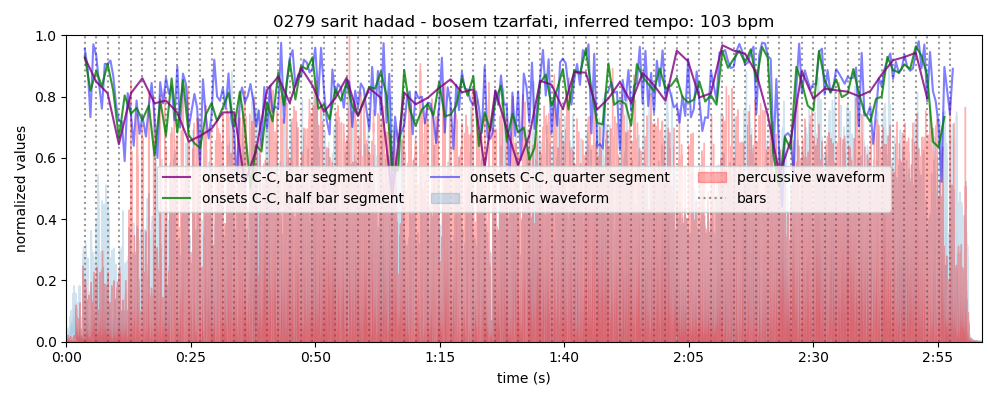 0279 sarit hadad - bosem tzarfati, inferred tempo: 103 bpm
normalized values
1.0
0.8
0.6
0.4
0.2
0.0
onsets C-C, bar segment
onsets C-C, half bar segment
onsets C-C, quarter segment
harmonic waveform
percussive waveform
bars
0:00 0:25 0:50 1:15 1:40 2:05 2:30 2:55
time (s)